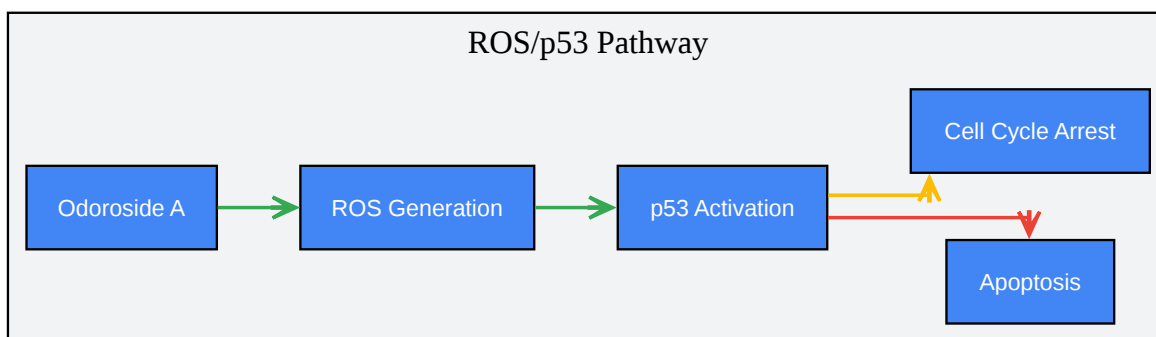 ROS/p53 Pathway
Odoroside A
ROS Generation
p53 Activation
Cell Cycle Arrest
Apoptosis